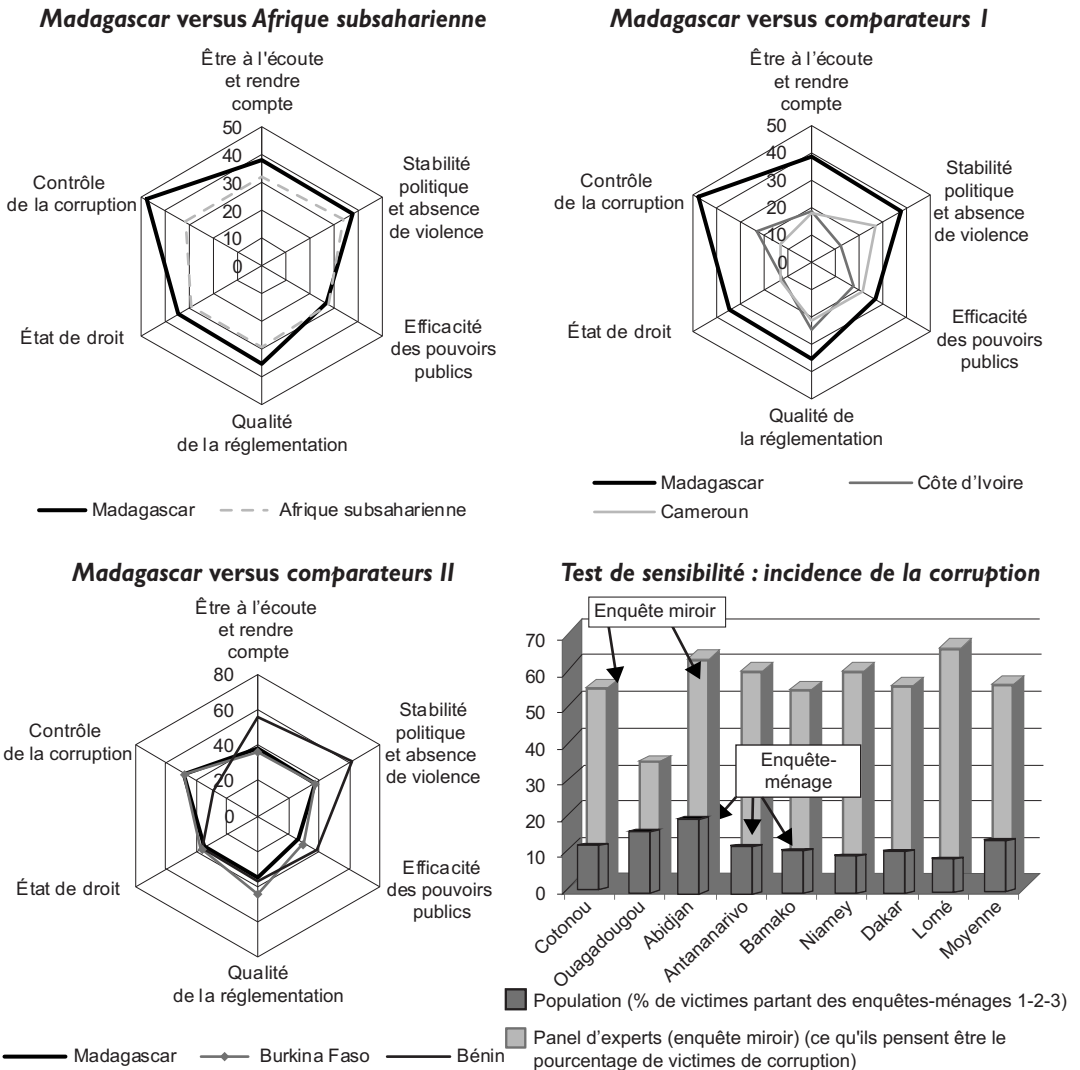 Madagascar versus Afrique subsaharienne
Être à l'écoute
et rendre
compte
50
40
30
20
10
0
Stabilité
politique
et absence
de violence
Efficacité
des pouvoirs
publics
Qualité
de la réglementation
État de droit
Contrôle
de la corruption
Madagascar
Afrique subsaharienne
Madagascar versus comparateurs I
Être à l'écoute
et rendre
compte
50
40
30
20
10
0
Stabilité
politique
et absence
de violence
Efficacité
des pouvoirs
publics
Qualité de
la réglementation
État de droit
Contrôle
de la corruption
Madagascar
Côte d'Ivoire
Cameroun
Madagascar versus comparateurs II
Être à l'écoute
et rendre
compte
80
60
40
20
0
Stabilité
politique
et absence
de violence
Efficacité
des pouvoirs
publics
Qualité
de la réglementation
État de droit
Contrôle
de la corruption
Madagascar
Burkina Faso
Bénin
Test de sensibilité : incidence de la corruption
Enquête miroir
Enquête-
ménage
70
60
50
40
30
20
10
0
Cotonou
Ouagadougou
Abidjan
Antananarivo
Bamako
Niamey
Dakar
Lomé
Moyenne
Population (% de victimes partant des enquêtes-ménages 1-2-3)
Panel d'experts (enquête miroir) (ce qu'ils pensent être le
pourcentage de victimes de corruption)